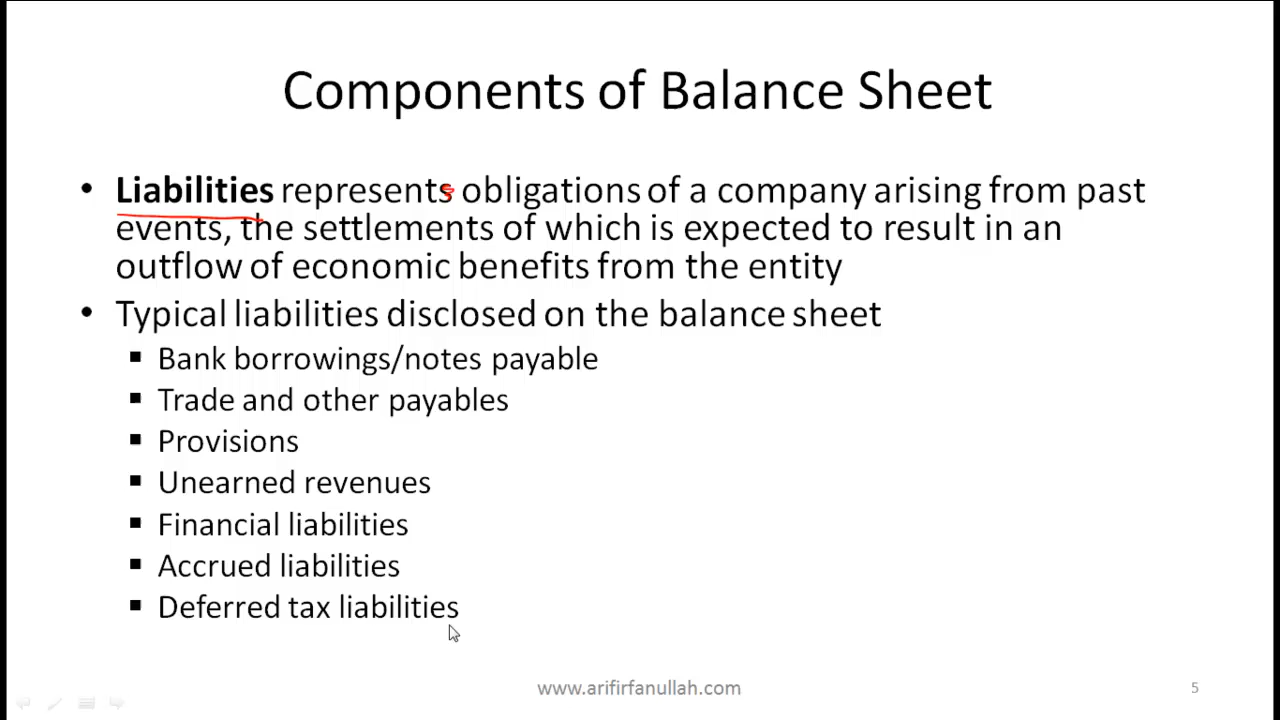 Components of Balance Sheet
• Liabilities represents obligations of a company arising from past
events, the settlements of which is expected to result in an
outflow of economic benefits from the entity
• Typical liabilities disclosed on the balance sheet
▪ Bank borrowings/notes payable
▪ Trade and other payables
▪ Provisions
▪ Unearned revenues
▪ Financial liabilities
▪ Accrued liabilities
▪ Deferred tax liabilities
www.arifirfanullah.com
5